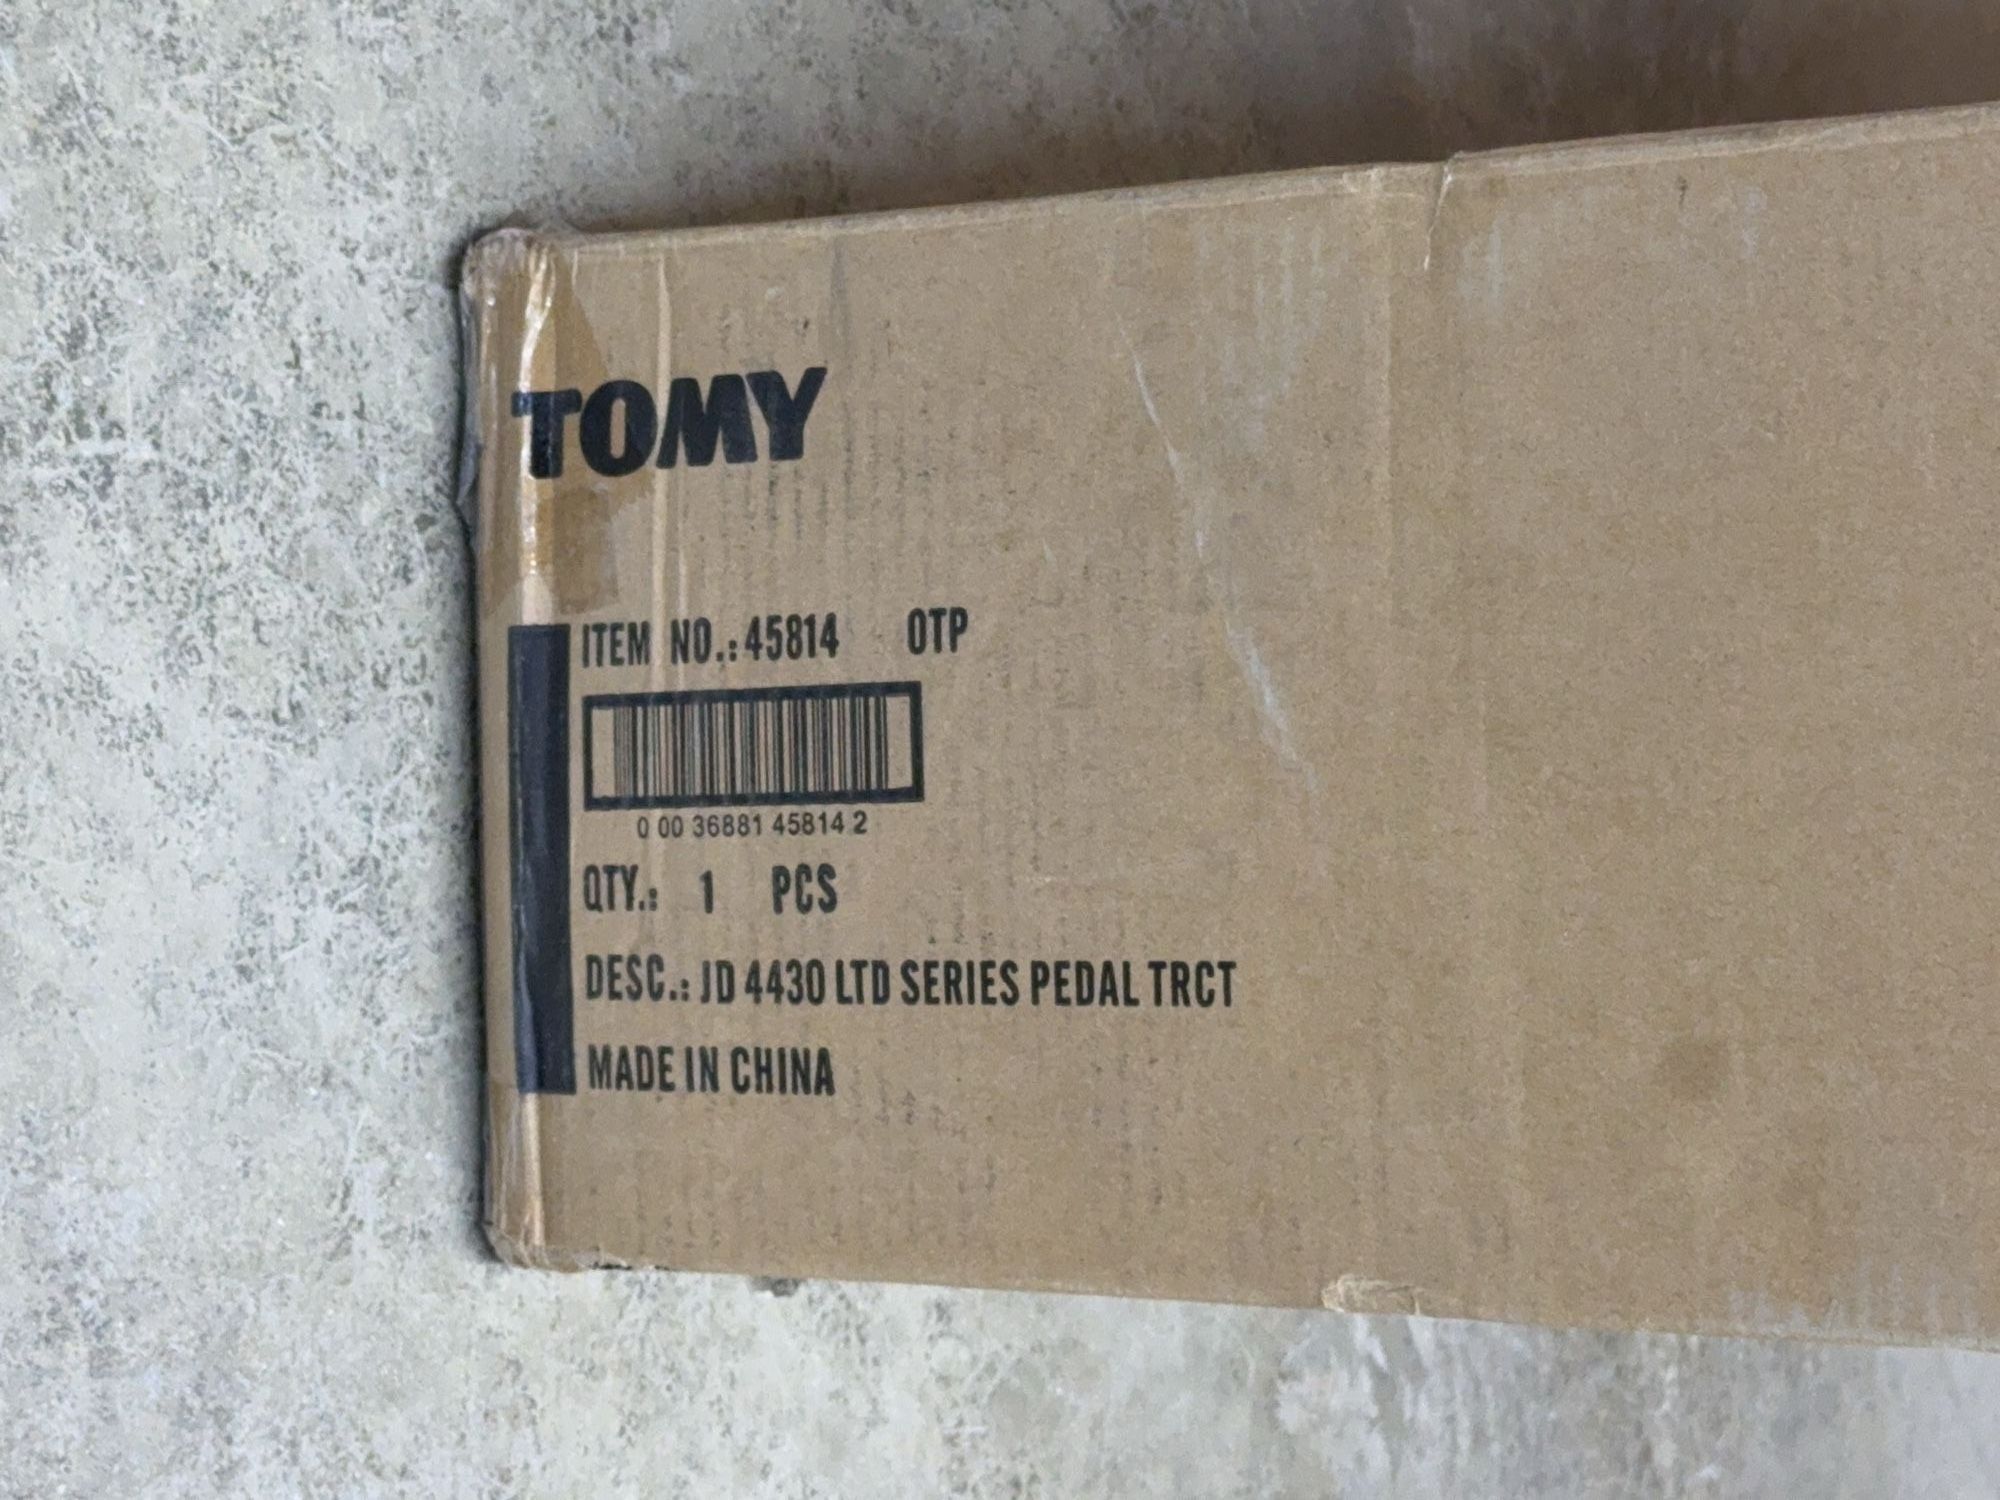 TOMY
ITEM NO.: 45814 OTP
0 00 36881 45814 2
QTY.: 1 PCS
DESC.: JD 4430 LTD SERIES PEDAL TRCT
MADE IN CHINA